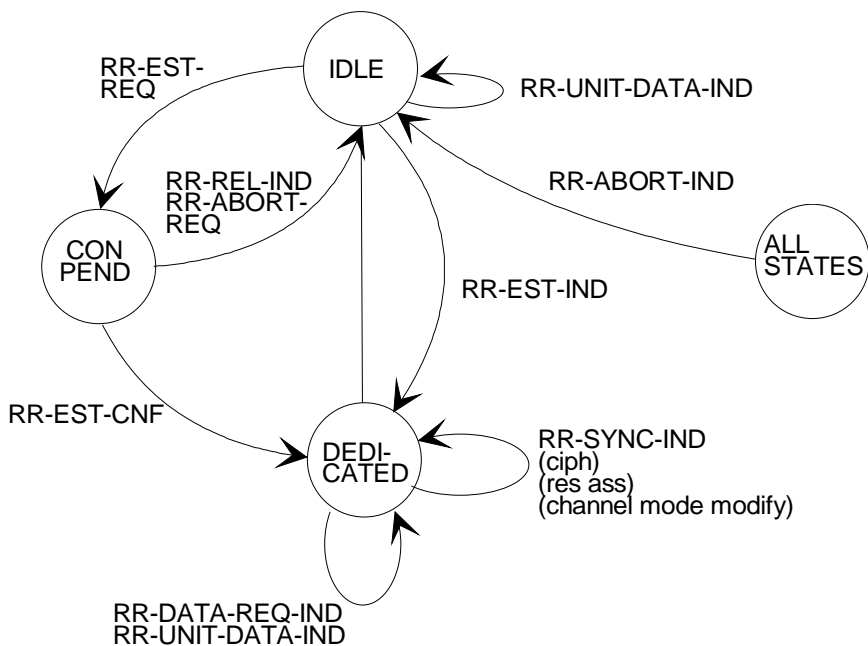 IDLE
RR-EST-
REQ
RR-UNIT-DATA-IND
RR-REL-IND
RR-ABORT-
REQ
RR-ABORT-IND
CON
PEND
ALL
STATES
RR-EST-IND
RR-EST-CNF
DEDI-
CATED
RR-SYNC-IND
(ciph)
(res ass)
(channel mode modify)
RR-DATA-REQ-IND
RR-UNIT-DATA-IND